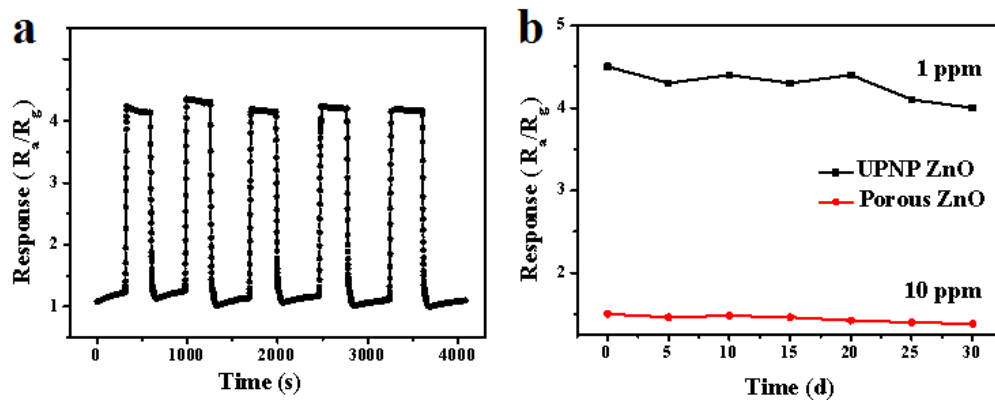 a
Response ( Ra/Rg )
4
3
2
1
0
1000
2000
3000
4000
Time (s)
b
Response ( Ra/Rg )
5
4
3
2
1 ppm
UPNP ZnO
Porous ZnO
10 ppm
0
5
10
15
20
25
30
Time (d)